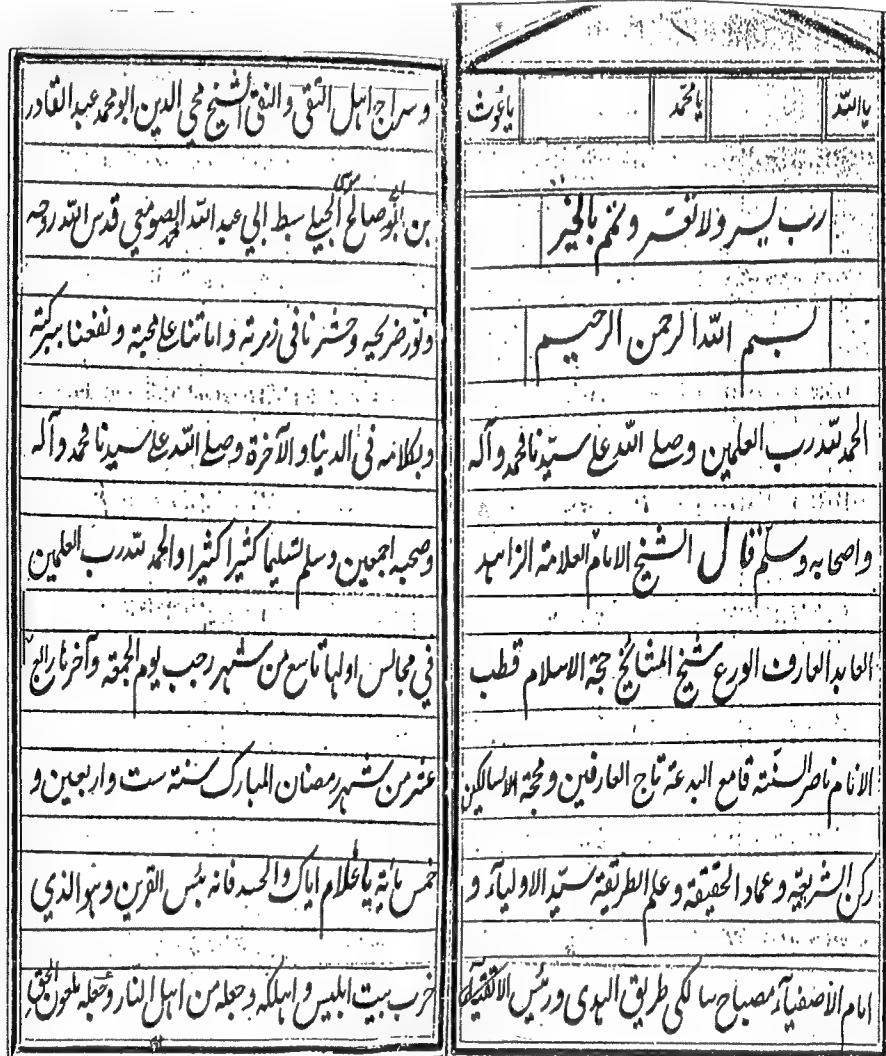 يا الله يا محمد يا غوث
رب يسر ولا تعسر وتمم بالخير
بسم الله الرحمن الرحيم
الحمد لله رب العلمين وصلى الله على سيدنا محمد وآله
واصحابه وسلم قال الشيخ الامام العلامة الزاهد
العابد العارف الورع شيخ المشائخ حجة الاسلام قطب
الانام ناصر السنة قامع البدعة تاج العارفين ومحجة السالكين
ركن الشريعة وعماد الحقيقة وعلم الطريقة سيد الاولياء و
امام الاصفياء مصباح سالكي طريق الهدى ورئيس الاتقياء
وسراج اهل التقى والنقى الشيخ محي الدين ابو محمد عبد القادر
بن ابو صالح موسى الجيلي سبط ابي عبد الله الصومعي قدس الله روحه
ونور ضريحه وحشرنا في زمرته واماتنا على محبته ونفعنا ببركته
وبكلامه في الدنيا والآخرة وصلى الله على سيدنا محمد وآله
وصحبه اجمعين وسلم تسليما كثيرا كثيرا والحمد لله رب العلمين
في مجالس اولها تاسع من شهر رجب يوم الجمعة وآخرها رابع
عشر من شهر رمضان المبارك سنة ست واربعين و
خمس مائة يا غلام اياك والحسد فانه بئس القرين وهو الذي
خرب بيت ابليس واهلكه وجعله من اهل النار وجعله ملعون الحق